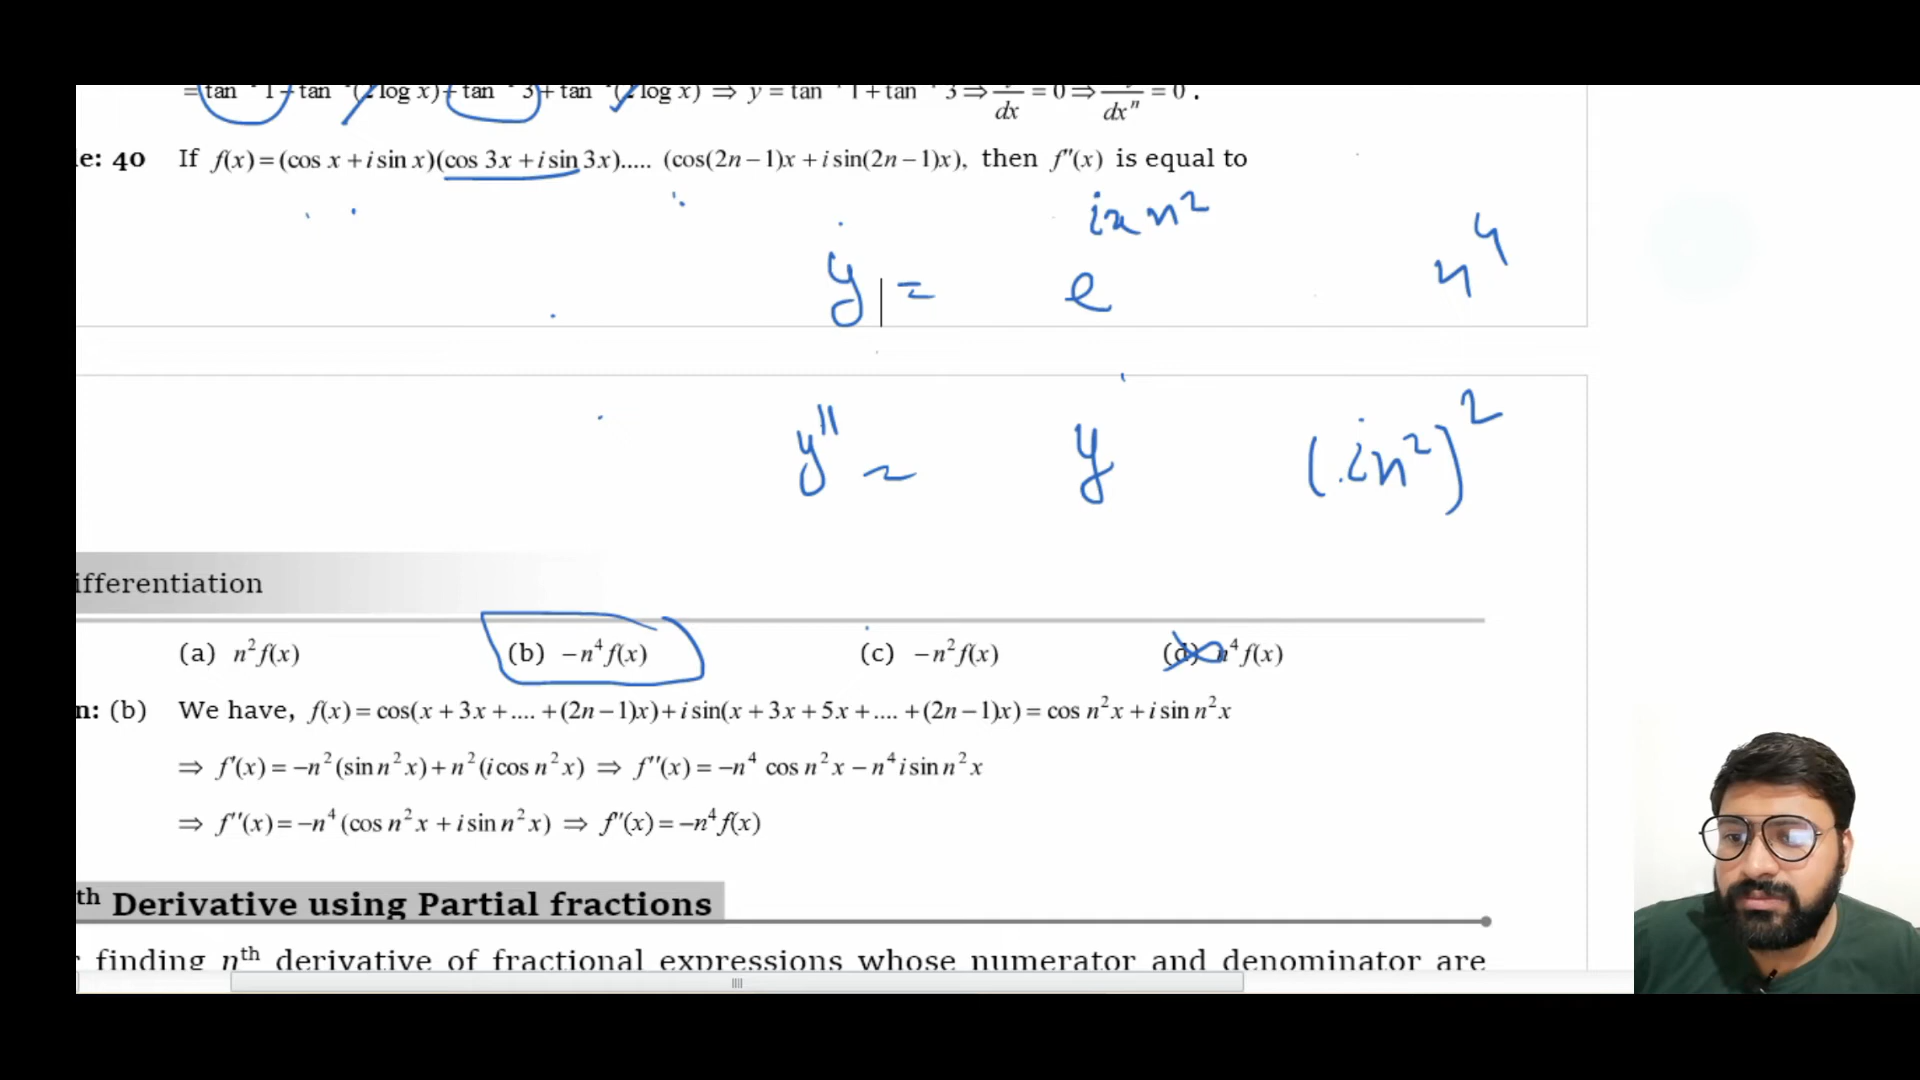 = tan⁻¹ 1 − tan⁻¹(2 log x) + tan⁻¹ 3 + tan⁻¹(2 log x) ⇒ y = tan⁻¹ 1 + tan⁻¹ 3 ⇒ /dx = 0 ⇒ /dxⁿ = 0 .
e: 40 If f(x) = (cos x + i sin x)(cos 3x + i sin 3x)..... (cos(2n − 1)x + i sin(2n − 1)x), then f''(x) is equal to
y = e^{ixn²} n⁴
y'' = y (in²)²
ifferentiation
(a) n²f(x) (b) −n⁴f(x) (c) −n²f(x) (d) n⁴f(x)
n: (b) We have, f(x) = cos(x + 3x + .... + (2n − 1)x) + i sin(x + 3x + 5x + .... + (2n − 1)x) = cos n²x + i sin n²x
⇒ f'(x) = −n²(sin n²x) + n²(i cos n²x) ⇒ f''(x) = −n⁴ cos n²x − n⁴i sin n²x
⇒ f''(x) = −n⁴(cos n²x + i sin n²x) ⇒ f''(x) = −n⁴f(x)
th Derivative using Partial fractions
finding nth derivative of fractional expressions whose numerator and denominator are